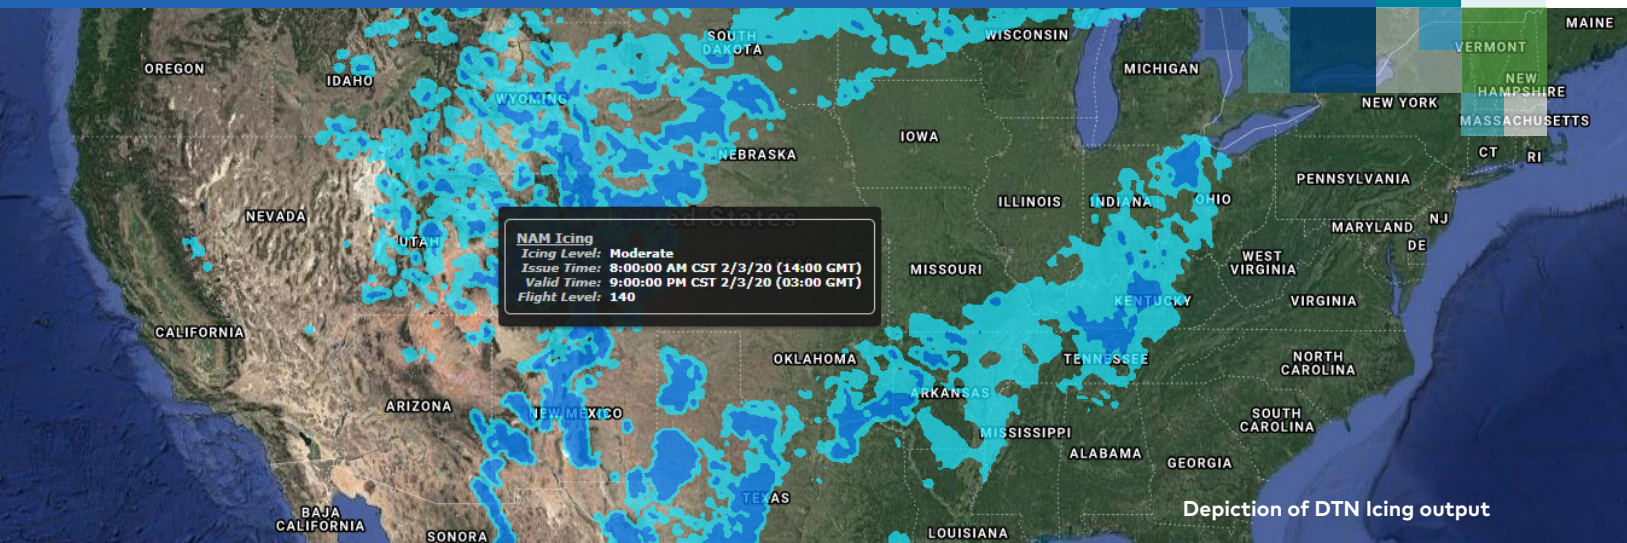 MAINE
SOUTH
DAKOTA
WISCONSIN
VERMONT
OREGON
IDAHO
MICHIGAN
NEW
HAMPSHIRE
WYOMING
NEW YORK
MASSACHUSETTS
IOWA
NEBRASKA
CT
RI
PENNSYLVANIA
ILLINOIS
INDIANA
OHIO
NEVADA
United States
MARYLAND
NJ
UTAH
DE
NAM Icing
Icing Level: Moderate
Issue Time: 8:00:00 AM CST 2/3/20 (14:00 GMT)
Valid Time: 9:00:00 PM CST 2/3/20 (03:00 GMT)
Flight Level: 140
MISSOURI
WEST
VIRGINIA
KENTUCKY
VIRGINIA
CALIFORNIA
OKLAHOMA
TENNESSEE
NORTH
CAROLINA
ARKANSAS
ARIZONA
NEW MEXICO
SOUTH
CAROLINA
MISSISSIPPI
ALABAMA
GEORGIA
TEXAS
BAJA
CALIFORNIA
SONORA
LOUISIANA
Depiction of DTN Icing output